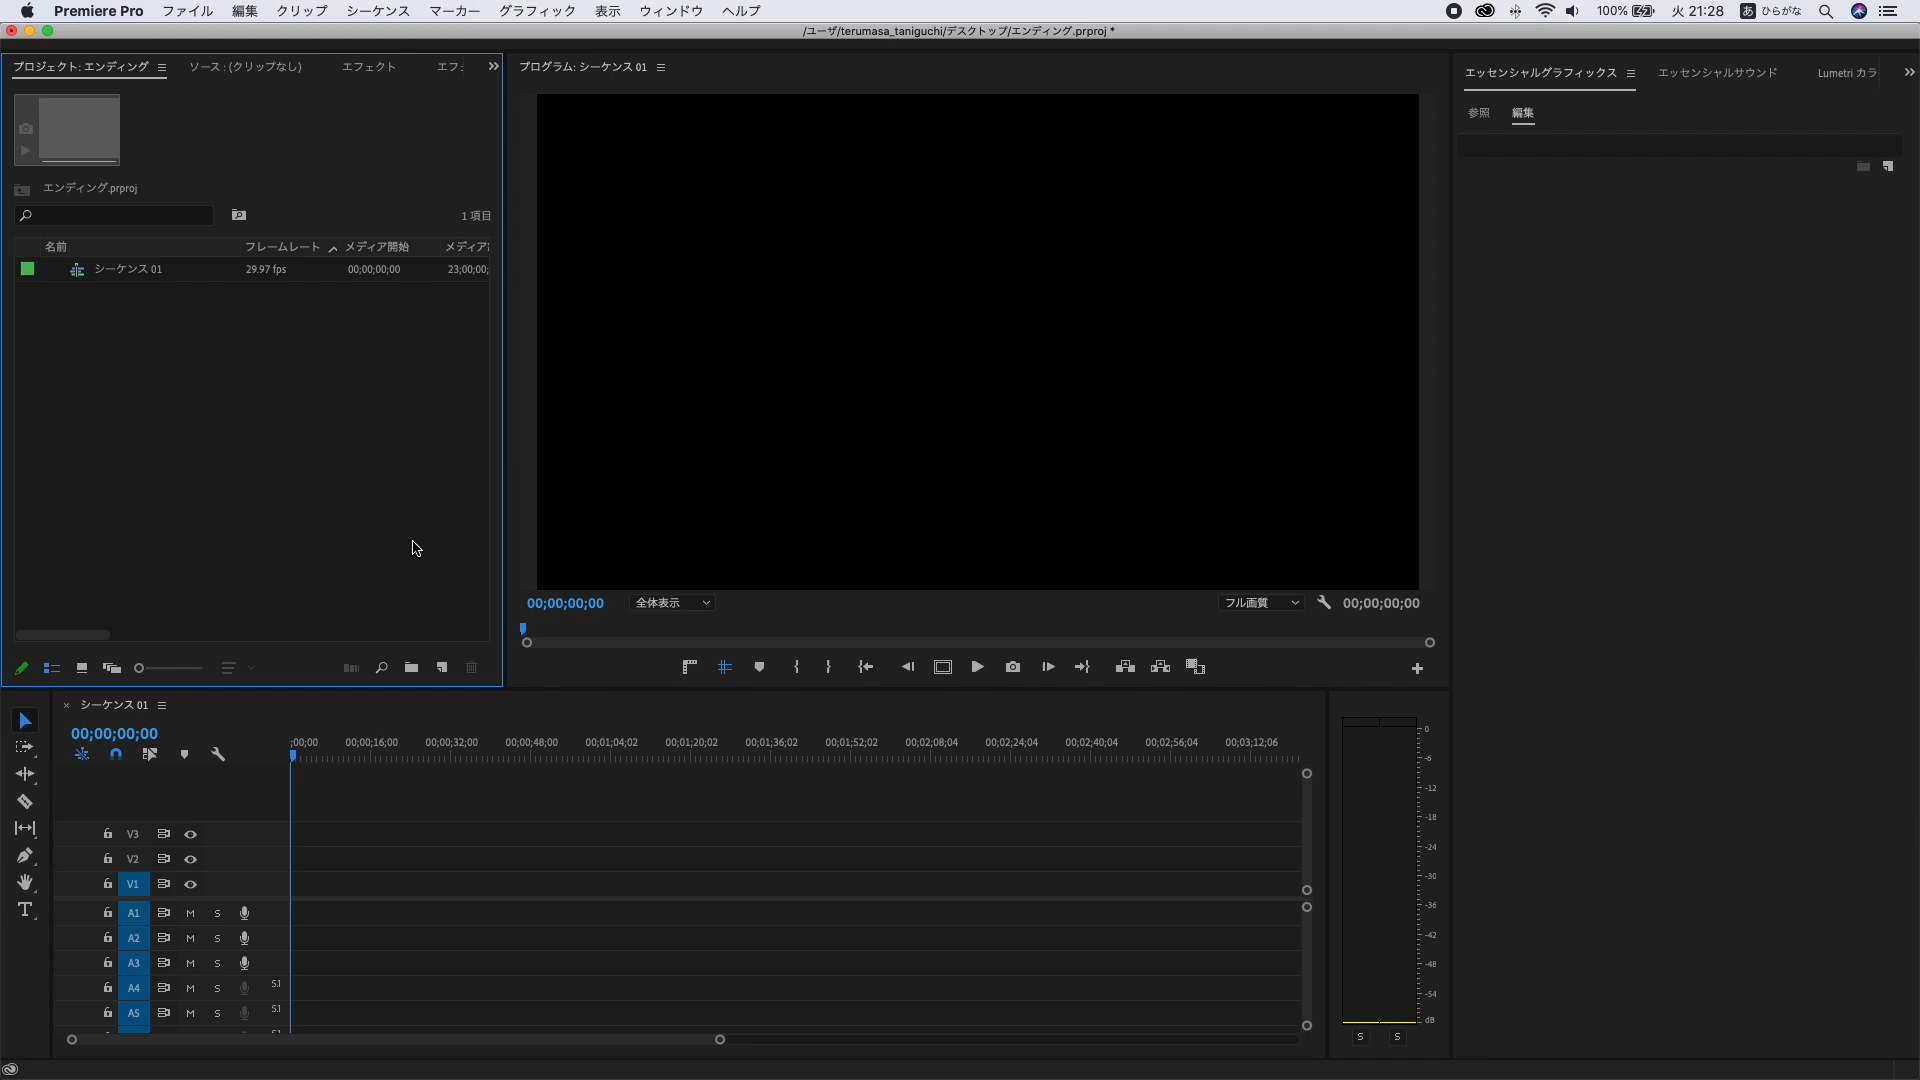 Premiere Pro ファイル 編集 クリップ シーケンス マーカー グラフィック 表示 ウィンドウ ヘルプ 100% 火 21:28 あ ひらがな
/ユーザ/terumasa_taniguchi/デスクトップ/エンディング.prproj *
プロジェクト: エンディング ソース : (クリップなし) エフェクト エフェ
プログラム: シーケンス 01
エッセンシャルグラフィックス エッセンシャルサウンド Lumetri カラ
参照 編集
エンディング.prproj
1 項目
名前 フレームレート メディア開始 メディア
シーケンス 01 29.97 fps 00;00;00;00 23;00;00;
00;00;00;00 全体表示 フル画質 00;00;00;00
シーケンス 01
00;00;00;00
;00;00 00;00;16;00 00;00;32;00 00;00;48;00 00;01;04;02 00;01;20;02 00;01;36;02 00;01;52;02 00;02;08;04 00;02;24;04 00;02;40;04 00;02;56;04 00;03;12;06
V3
V2
V1
A1 M S
A2 M S
A3 M S
A4 M S 5.1
A5 M S 5.1
0
-6
-12
-18
-24
-30
-36
-42
-48
-54
dB
S S